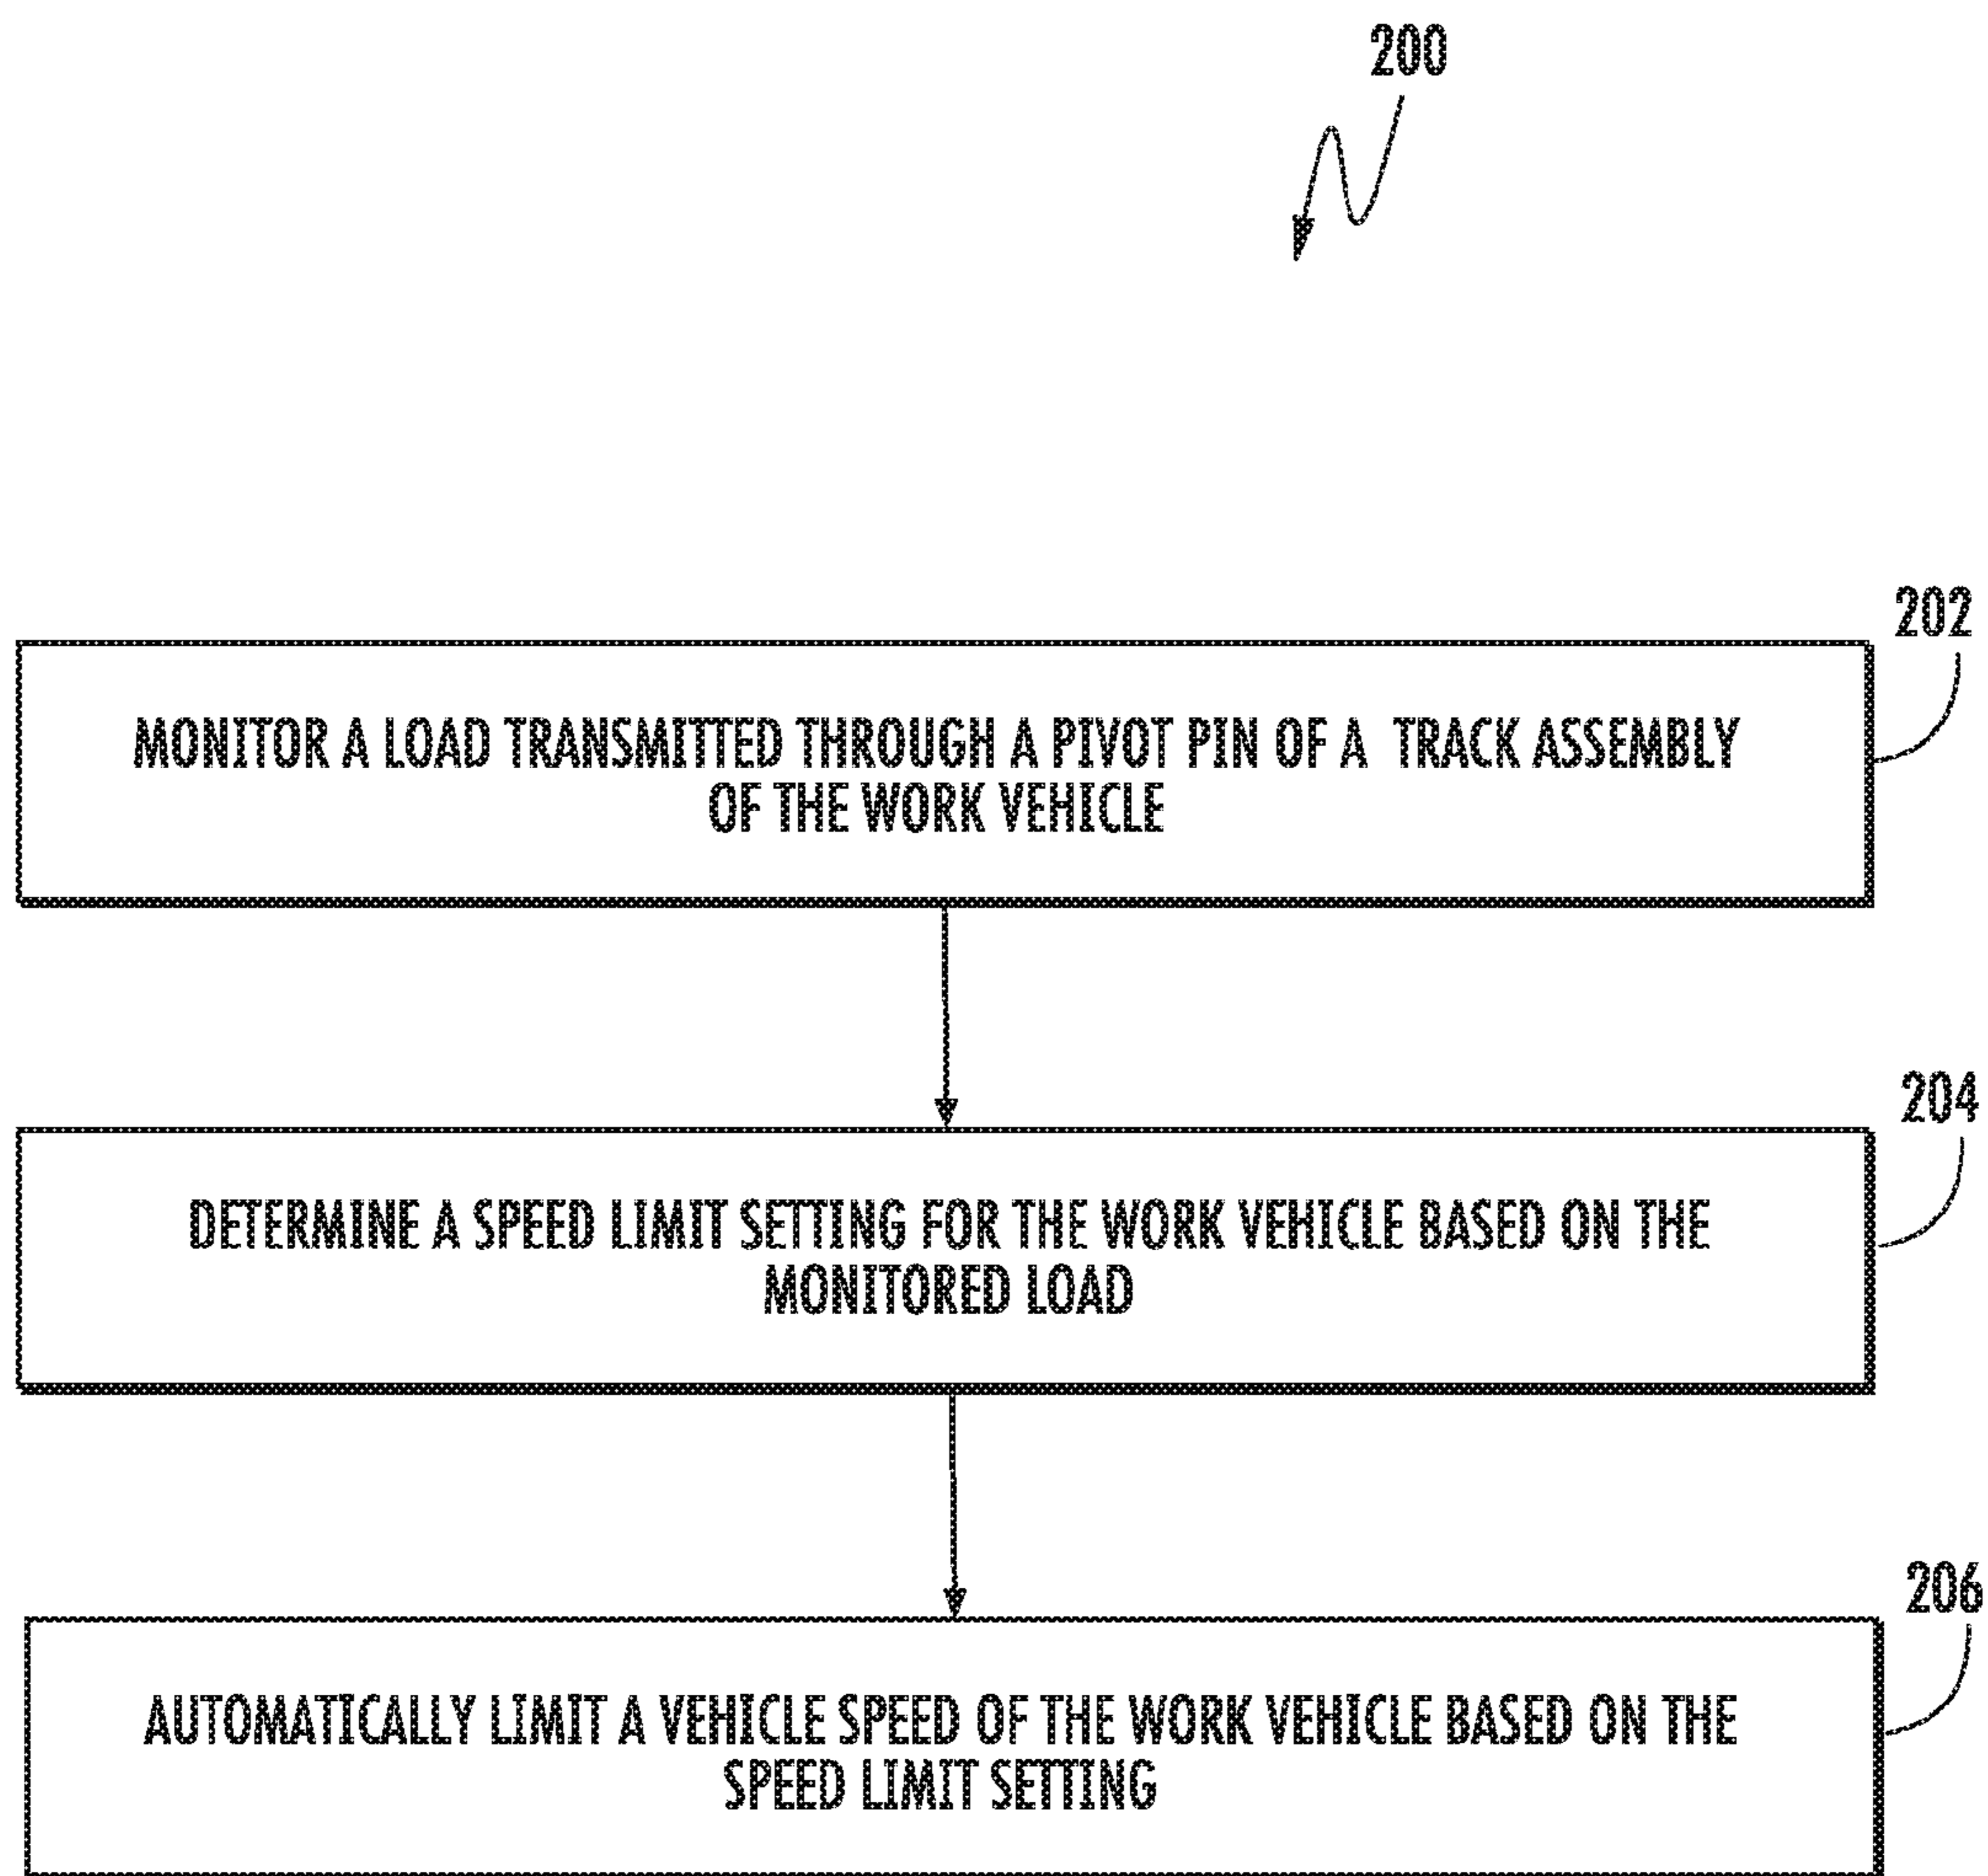 200
202
MONITOR A LOAD TRANSMITTED THROUGH A PIVOT PIN OF A TRACK ASSEMBLY
OF THE WORK VEHICLE
204
DETERMINE A SPEED LIMIT SETTING FOR THE WORK VEHICLE BASED ON THE
MONITORED LOAD
206
AUTOMATICALLY LIMIT A VEHICLE SPEED OF THE WORK VEHICLE BASED ON THE
SPEED LIMIT SETTING